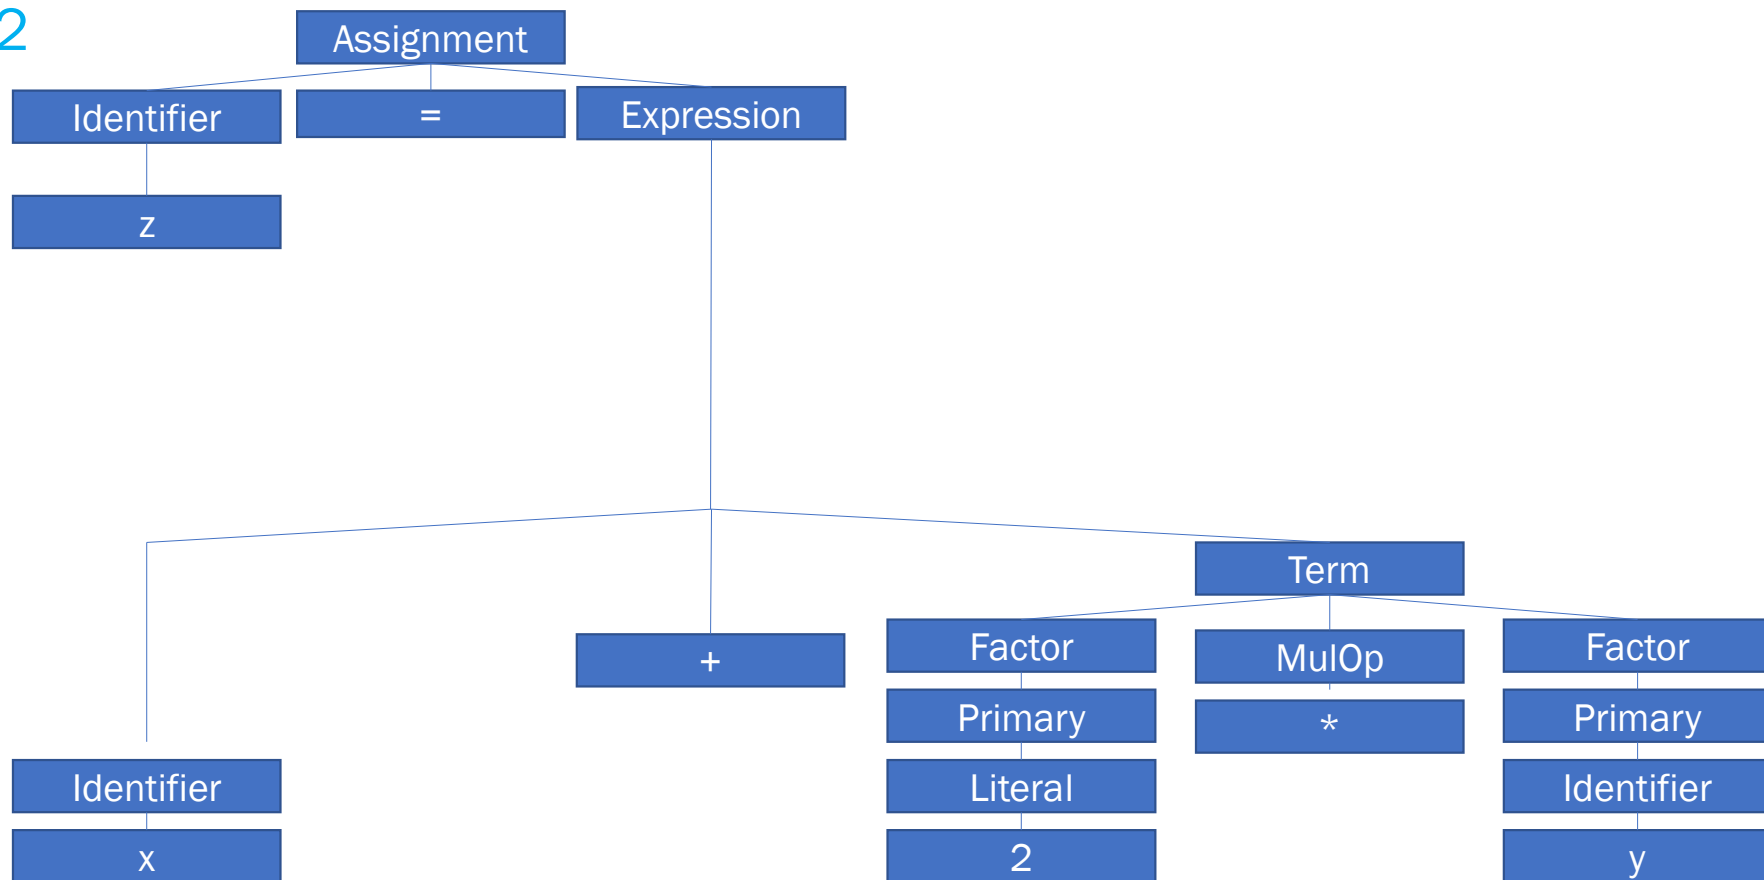 2
Assignment
Identifier = Expression
z
Term
+ Factor MulOp Factor
Primary * Primary
Identifier Literal Identifier
x 2 y